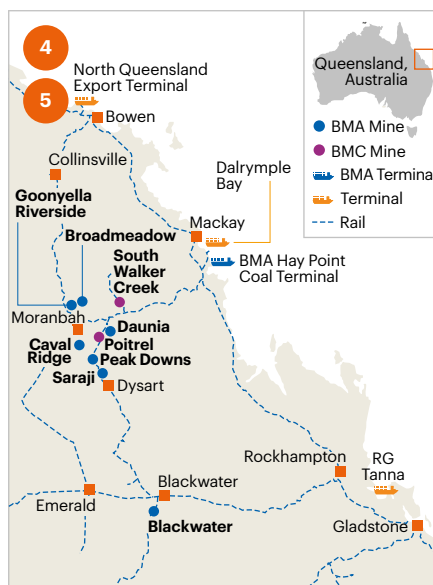 4
5
North Queensland
Export Terminal
Bowen
Collinsville
Goonyella
Riverside
Broadmeadow
South
Walker
Creek
Dalrymple
Bay
Mackay
BMA Hay Point
Coal Terminal
Moranbah
Caval
Ridge
Daunia
Poitrel
Peak Downs
Saraji
Dysart
Emerald
Blackwater
Blackwater
Rockhampton
RG
Tanna
Gladstone
Queensland,
Australia
BMA Mine
BMC Mine
BMA Terminal
Terminal
Rail